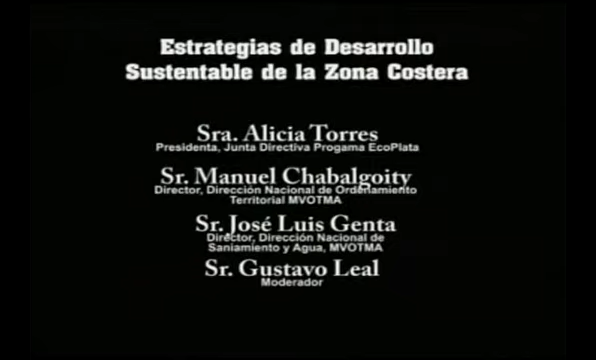 Estrategias de Desarrollo
Sustentable de la Zona Costera
Sra. Alicia Torres
Presidenta, Junta Directiva Progama EcoPlata
Sr. Manuel Chabalgoity
Director, Dirección Nacional de Ordenamiento
Territorial MVOTMA
Sr. José Luis Genta
Director, Dirección Nacional de
Saniamiento y Agua, MVOTMA
Sr. Gustavo Leal
Moderador